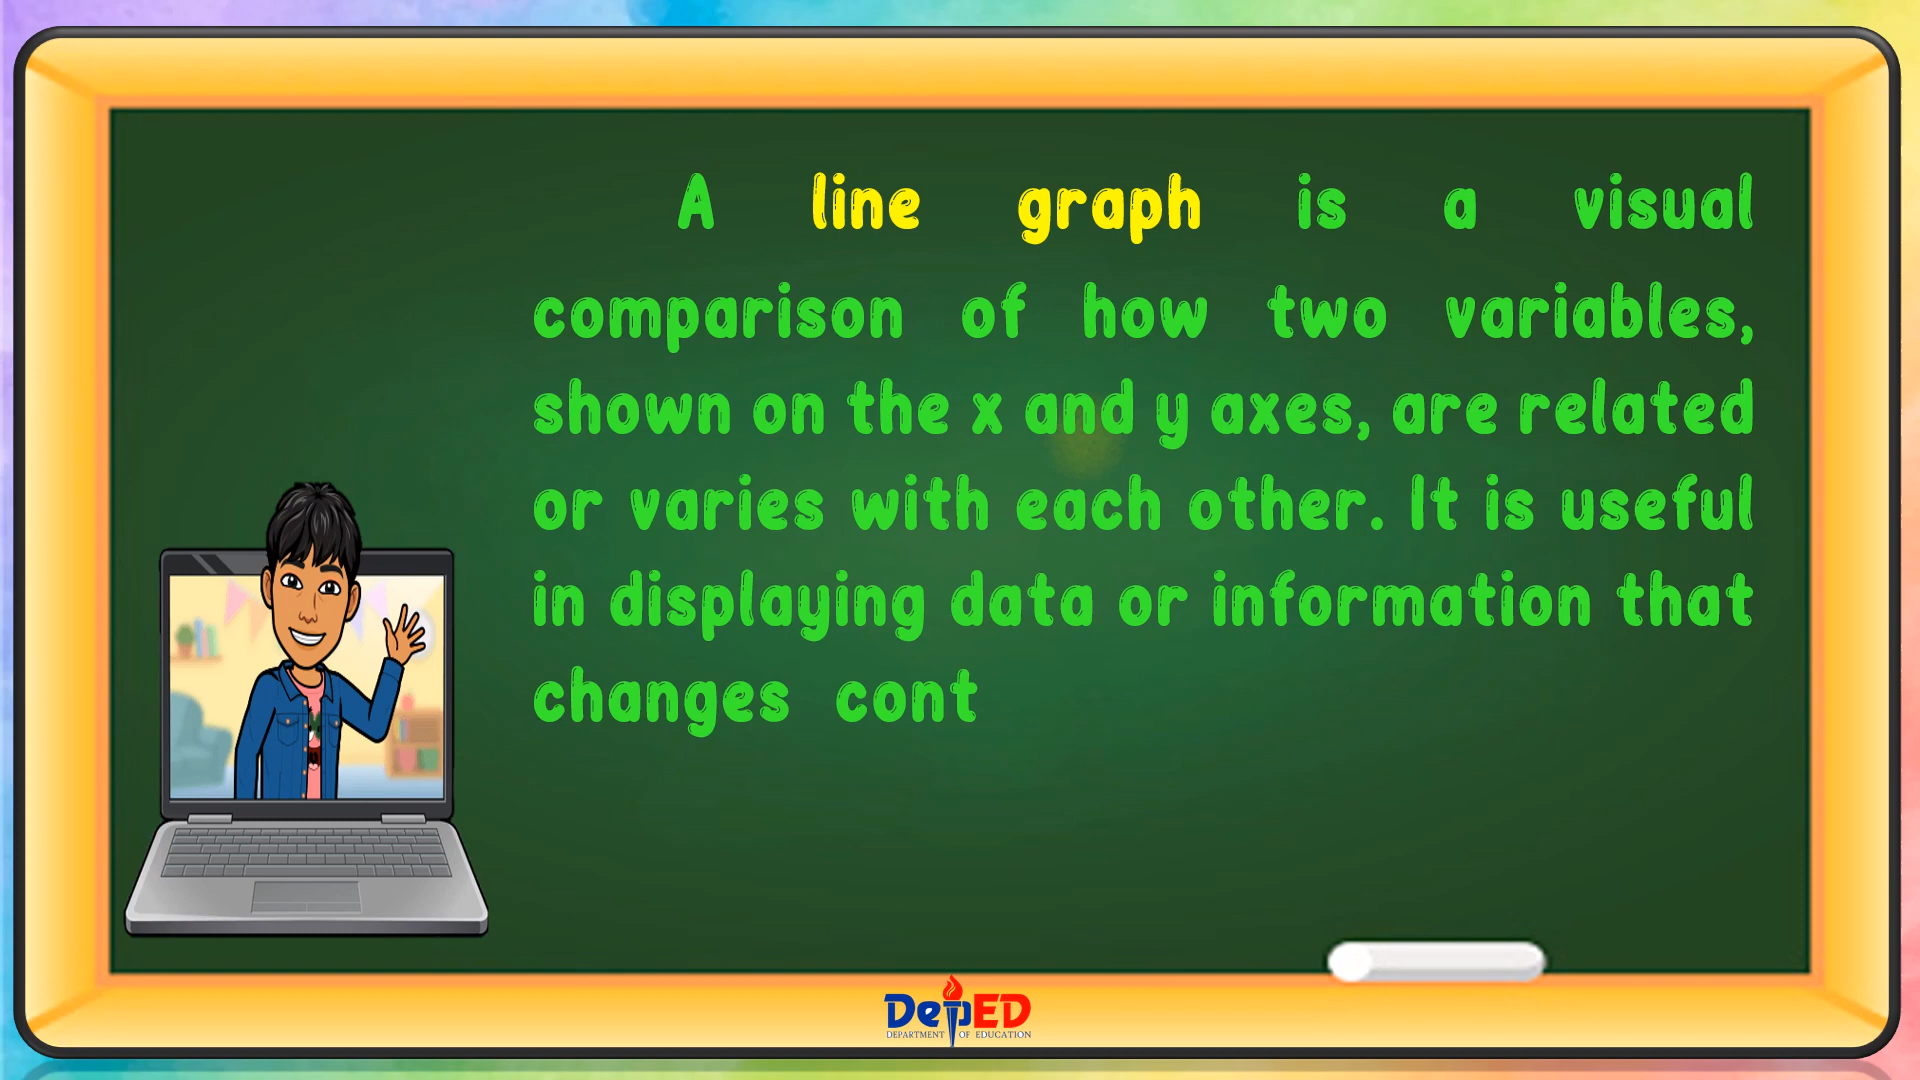 A line graph is a visual
comparison of how two variables,
shown on the x and y axes, are related
or varies with each other. It is useful
in displaying data or information that
changes cont
DepED
DEPARTMENT OF EDUCATION